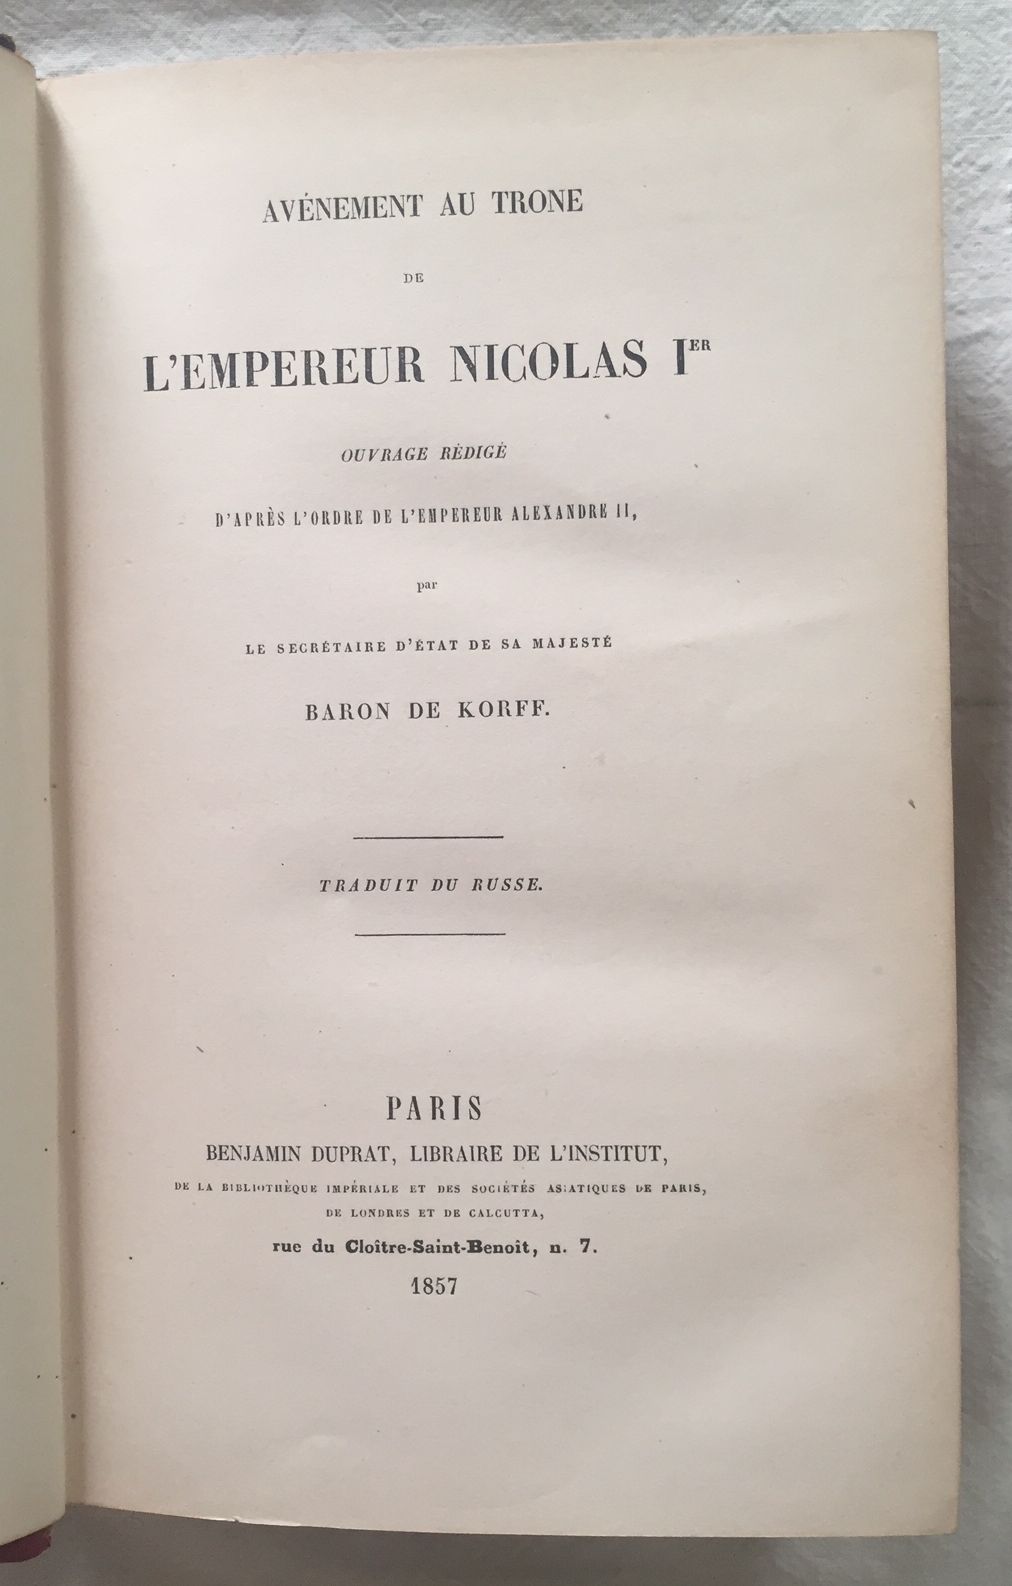 AVÉNEMENT AU TRONE
DE
L'EMPEREUR NICOLAS IER
OUVRAGE RÉDIGÉ
D'APRÈS L'ORDRE DE L'EMPEREUR ALEXANDRE II,
par
LE SECRÉTAIRE D'ÉTAT DE SA MAJESTÉ
BARON DE KORFF.
TRADUIT DU RUSSE.
PARIS
BENJAMIN DUPRAT, LIBRAIRE DE L'INSTITUT,
DE LA BIBLIOTHÈQUE IMPÉRIALE ET DES SOCIÉTÉS ASIATIQUES DE PARIS,
DE LONDRES ET DE CALCUTTA,
rue du Cloître-Saint-Benoît, n. 7.
1857